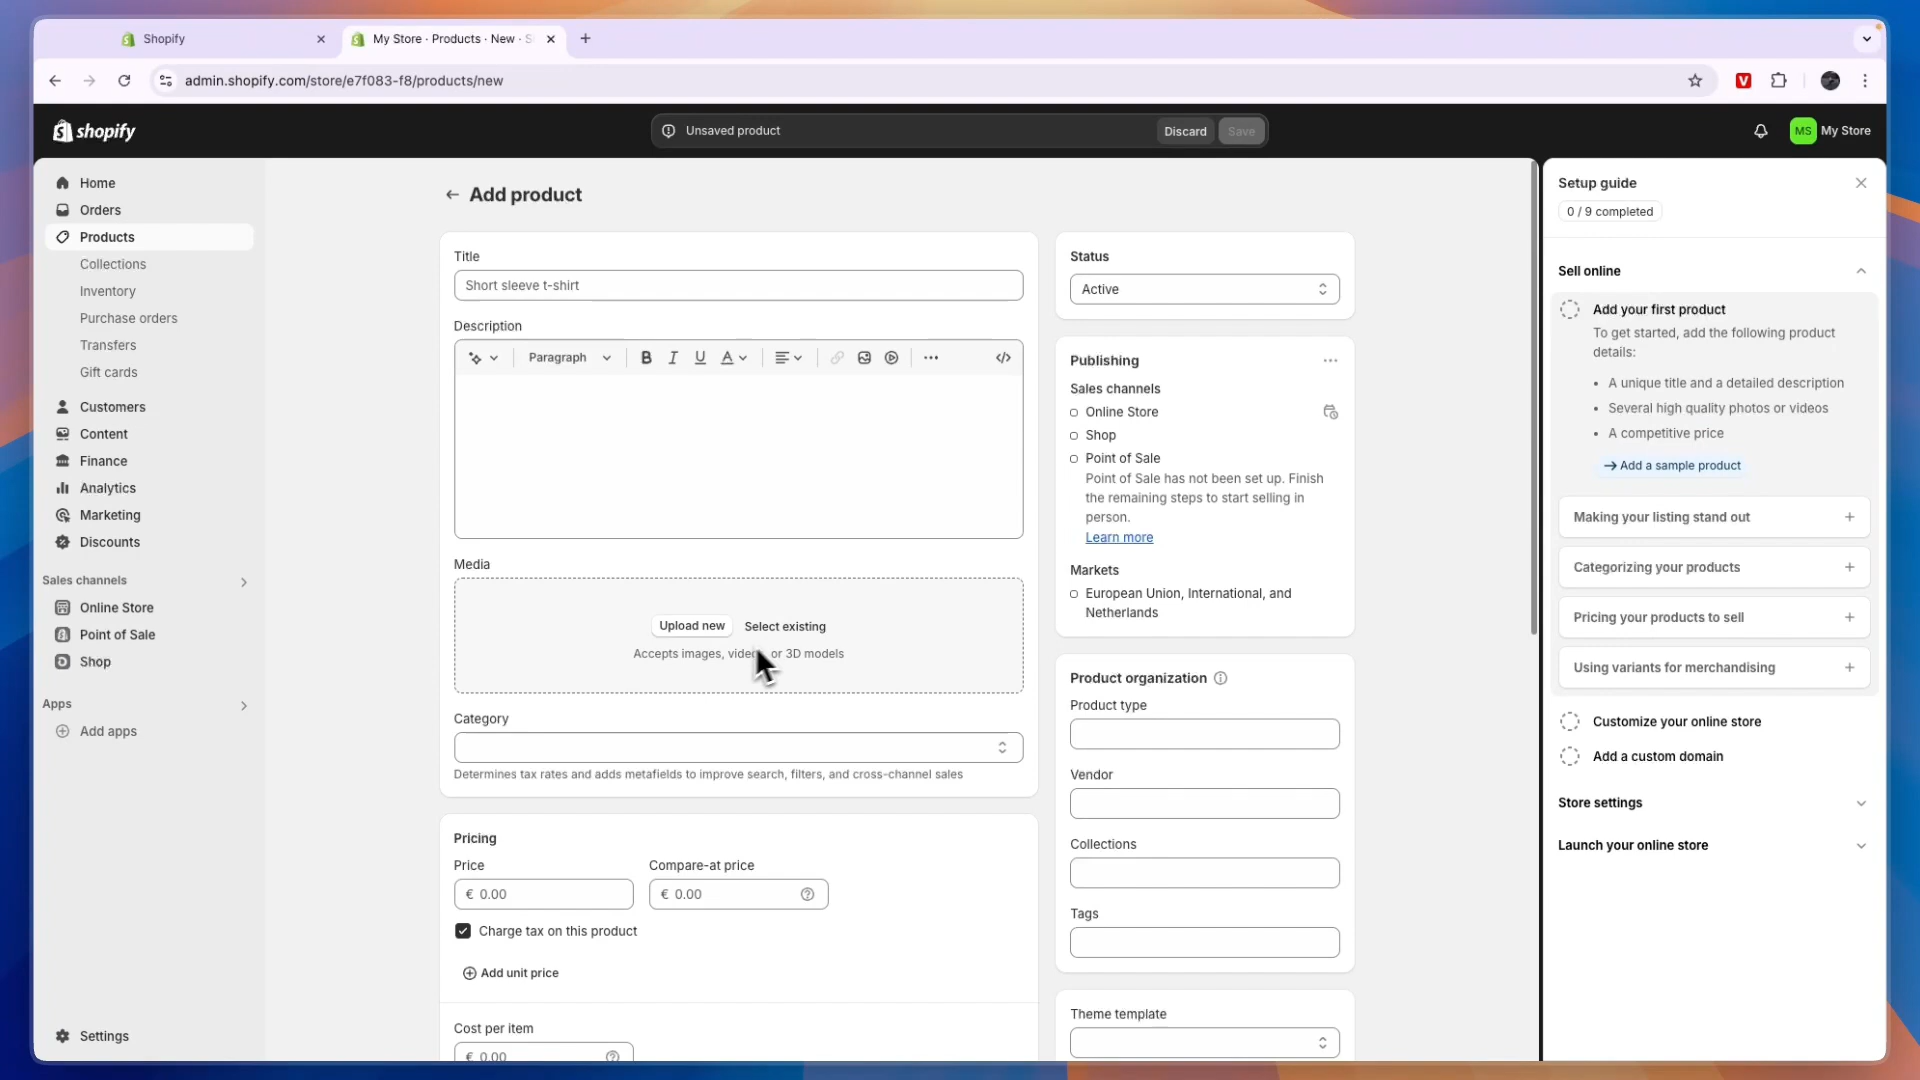 Shopify
My Store · Products · New · S
admin.shopify.com/store/e7f083-f8/products/new
V
shopify
Unsaved product
Discard
Save
MS
My Store
Home
Orders
Products
Collections
Inventory
Purchase orders
Transfers
Gift cards
Customers
Content
Finance
Analytics
Marketing
Discounts
Sales channels
Online Store
Point of Sale
Shop
Apps
Add apps
Settings
Add product
Title
Short sleeve t-shirt
Description
Paragraph
B I U A
Media
Upload new
Select existing
Accepts images, videos, or 3D models
Category
Determines tax rates and adds metafields to improve search, filters, and cross-channel sales
Pricing
Price
Compare-at price
€ 0.00
€ 0.00
Charge tax on this product
Add unit price
Cost per item
€ 0.00
Status
Active
Publishing
Sales channels
Online Store
Shop
Point of Sale
Point of Sale has not been set up. Finish
the remaining steps to start selling in
person.
Learn more
Markets
European Union, International, and
Netherlands
Product organization
Product type
Vendor
Collections
Tags
Theme template
Setup guide
0 / 9 completed
Sell online
Add your first product
To get started, add the following product
details:
• A unique title and a detailed description
• Several high quality photos or videos
• A competitive price
Add a sample product
Making your listing stand out
Categorizing your products
Pricing your products to sell
Using variants for merchandising
Customize your online store
Add a custom domain
Store settings
Launch your online store